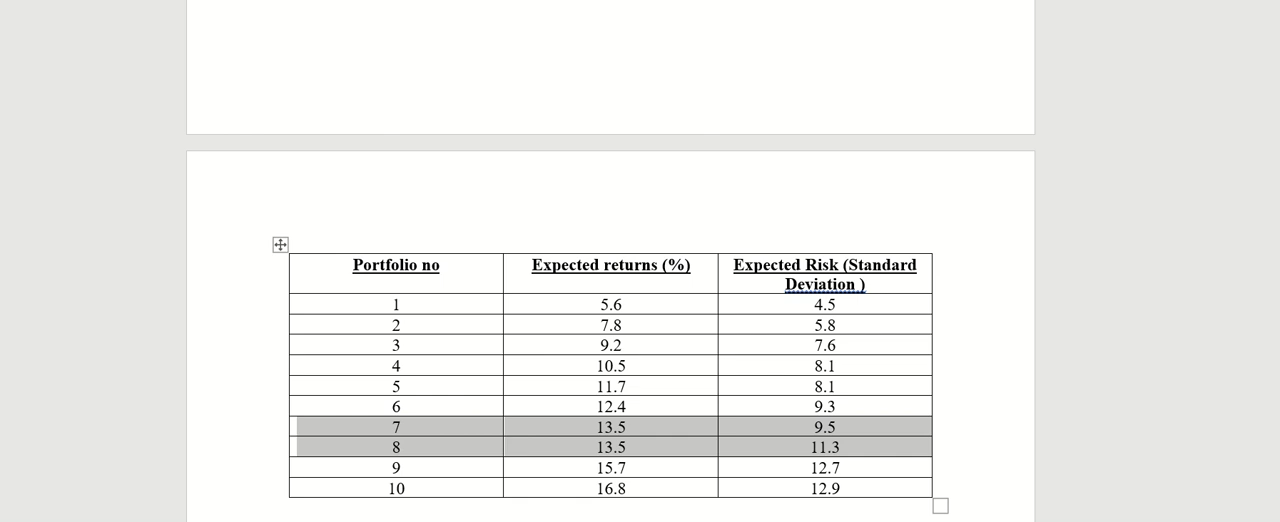 Portfolio no Expected returns (%) Expected Risk (Standard
Deviation )
1 5.6 4.5
2 7.8 5.8
3 9.2 7.6
4 10.5 8.1
5 11.7 8.1
6 12.4 9.3
7 13.5 9.5
8 13.5 11.3
9 15.7 12.7
10 16.8 12.9